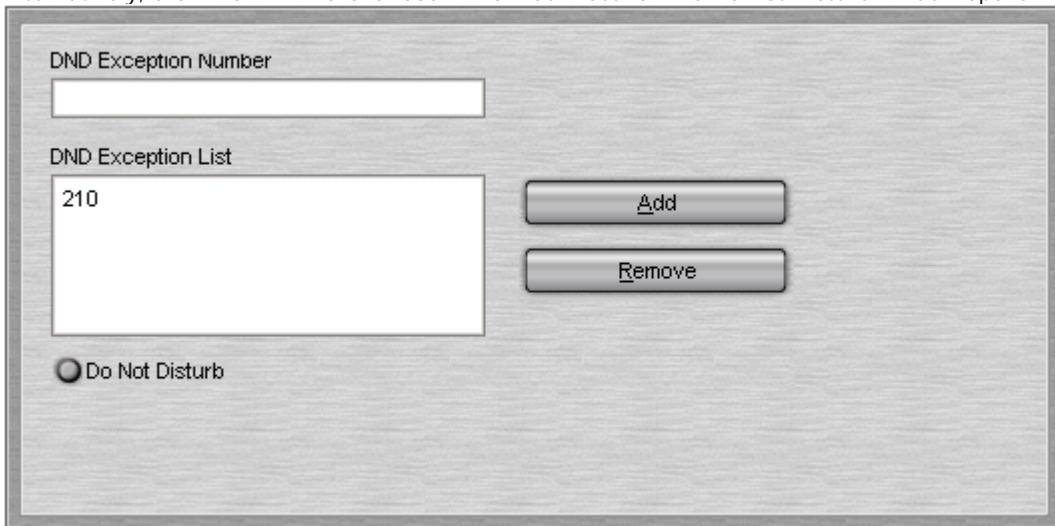 DND Exception Number
DND Exception List
210
Add
Remove
Do Not Disturb